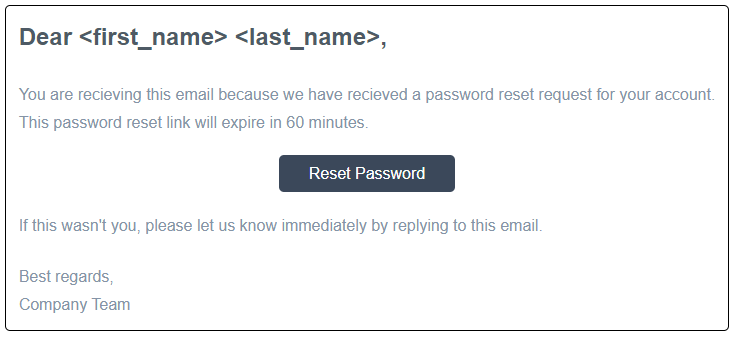 Dear <first_name> <last_name>,
You are recieving this email because we have recieved a password reset request for your account.
This password reset link will expire in 60 minutes.
Reset Password
If this wasn't you, please let us know immediately by replying to this email.
Best regards,
Company Team